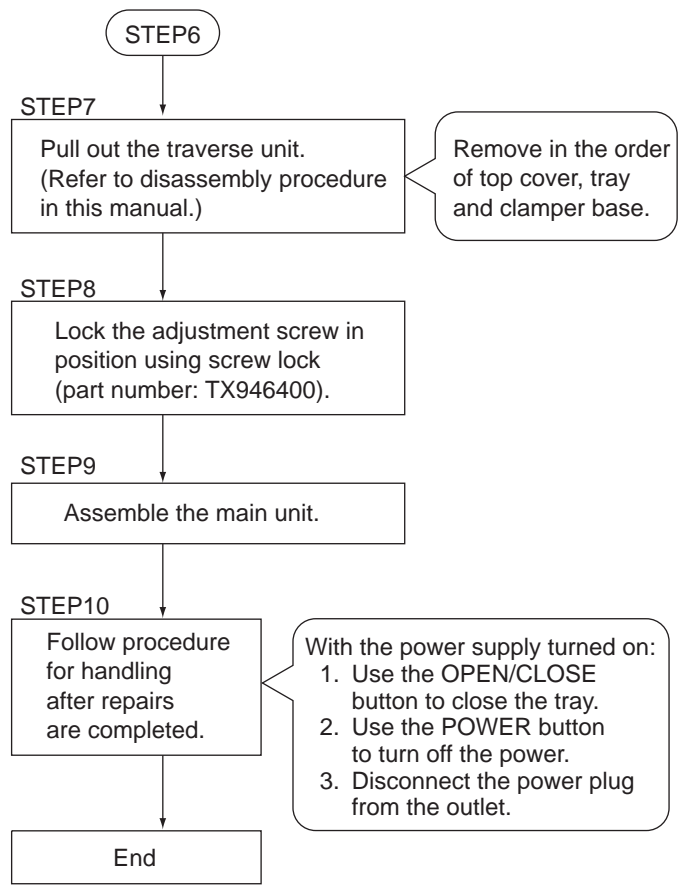 STEP6
STEP7
Pull out the traverse unit.
(Refer to disassembly procedure
in this manual.)
Remove in the order
of top cover, tray
and clamper base.
STEP8
Lock the adjustment screw in
position using screw lock
(part number: TX946400).
STEP9
Assemble the main unit.
STEP10
Follow procedure
for handling
after repairs
are completed.
With the power supply turned on:
1. Use the OPEN/CLOSE
button to close the tray.
2. Use the POWER button
to turn off the power.
3. Disconnect the power plug
from the outlet.
End